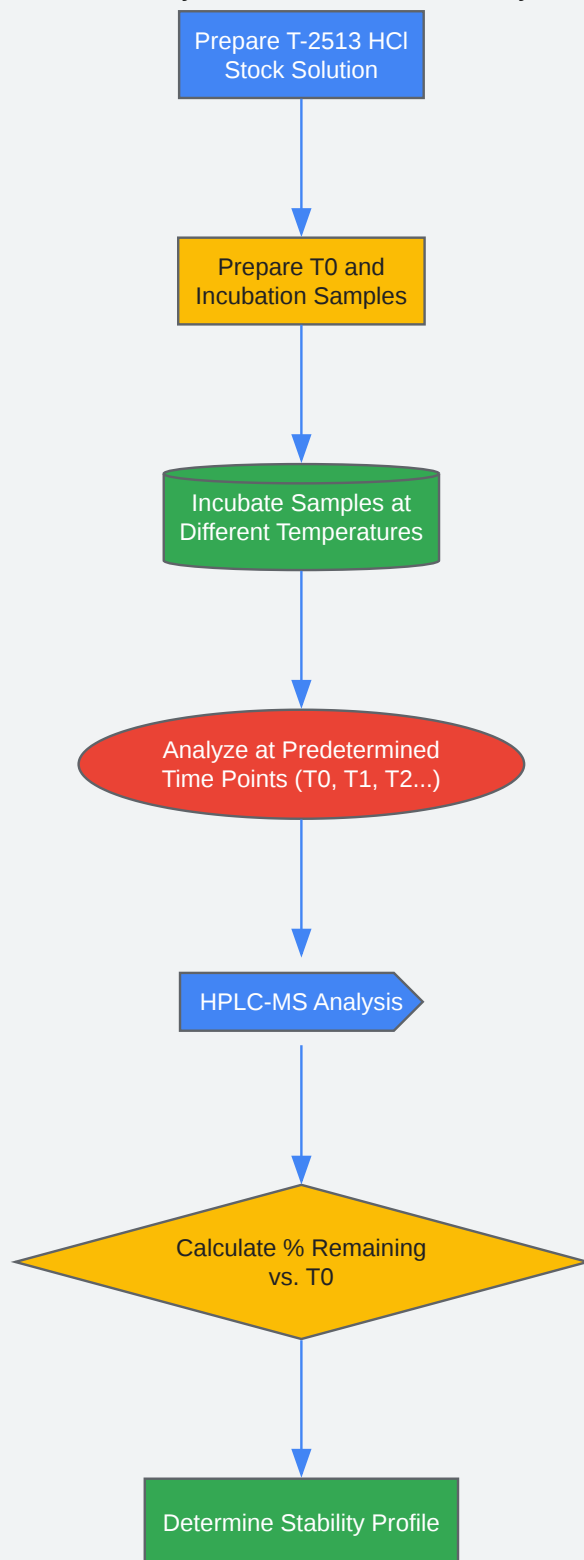 Prepare T-2513 HCl
Stock Solution
Prepare T0 and
Incubation Samples
Incubate Samples at
Different Temperatures
Analyze at Predetermined
Time Points (T0, T1, T2...)
HPLC-MS Analysis
Calculate % Remaining
vs. T0
Determine Stability Profile